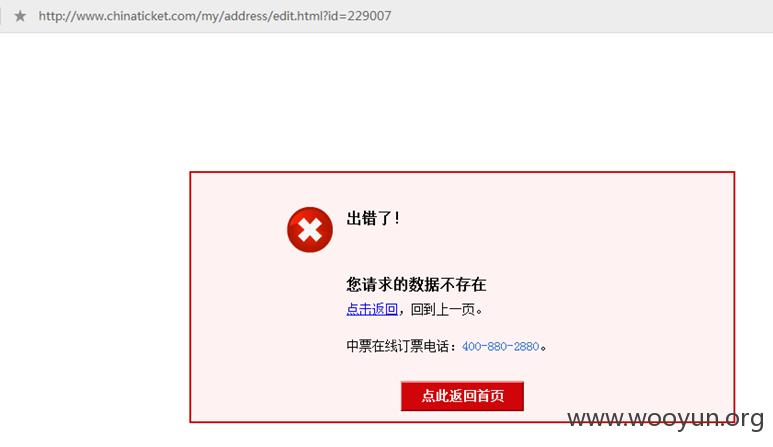 http://www.chinaticket.com/my/address/edit.html?id=229007
出错了！
您请求的数据不存在
点击返回，回到上一页。
中票在线订票电话：400-880-2880。
点此返回首页
www.wooyun.org